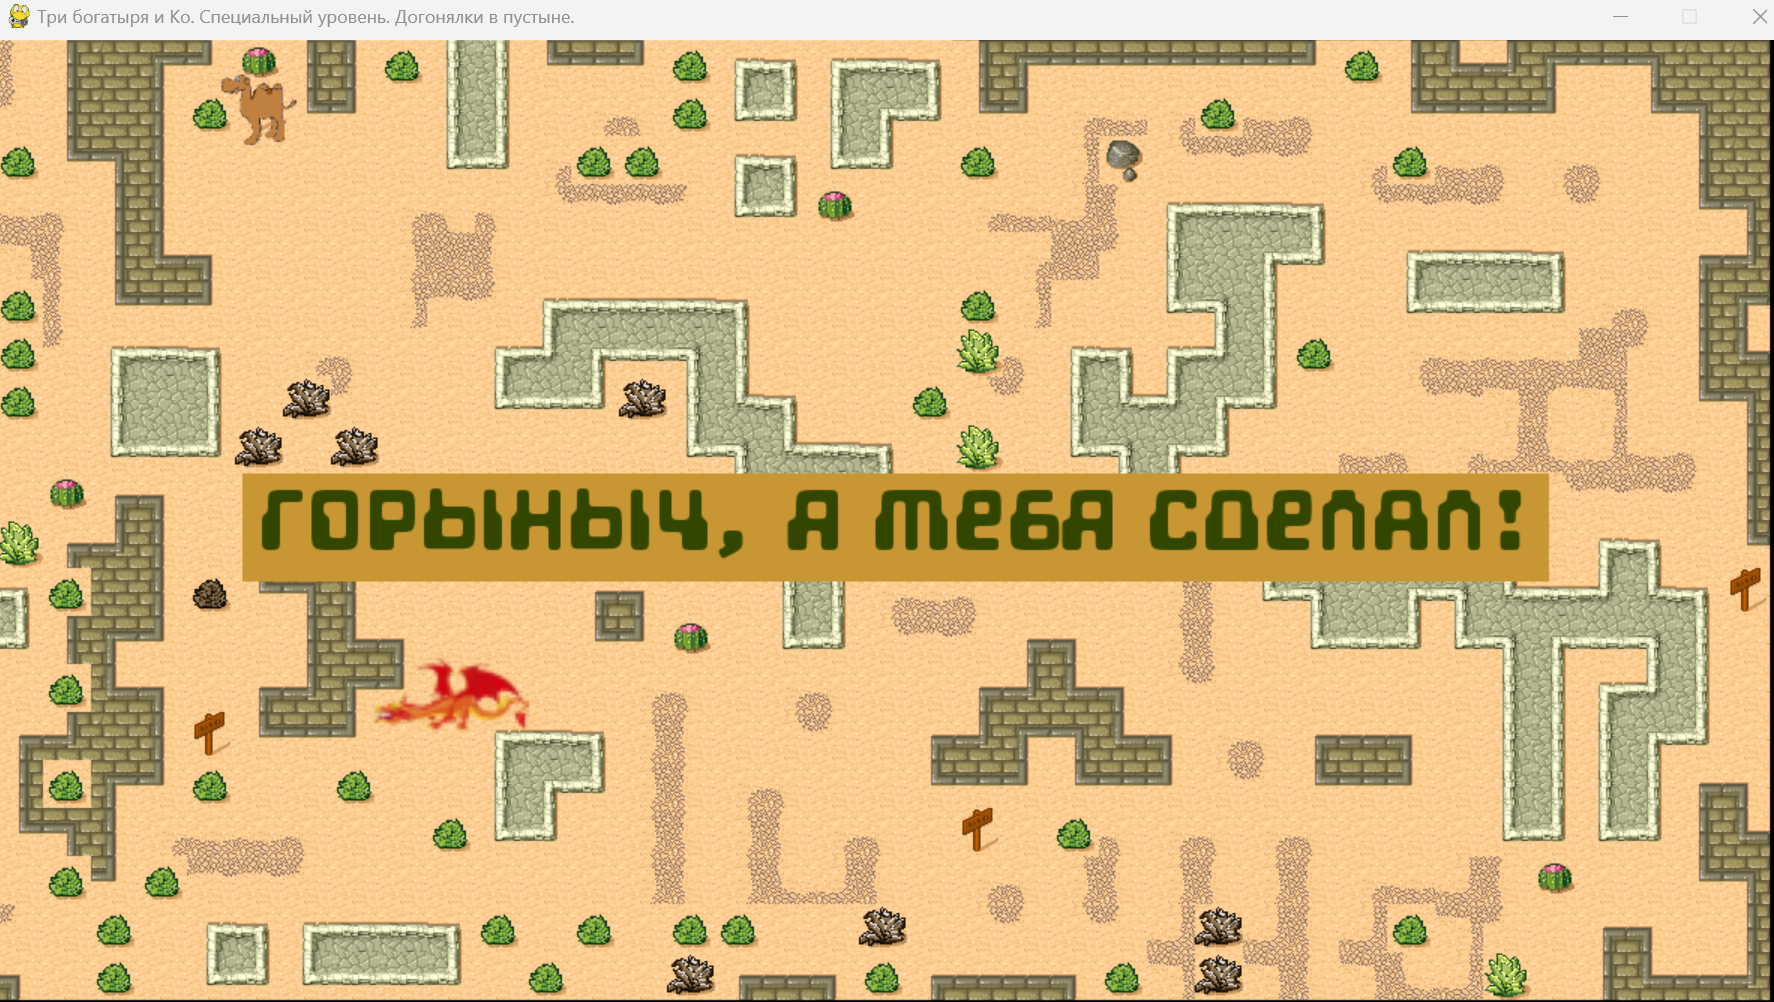 Три богатыря и Ко. Специальный уровень. Догонялки в пустыне.
ГОРЫНЫЧ, Я ТЕБЯ СДЕЛАЛ!